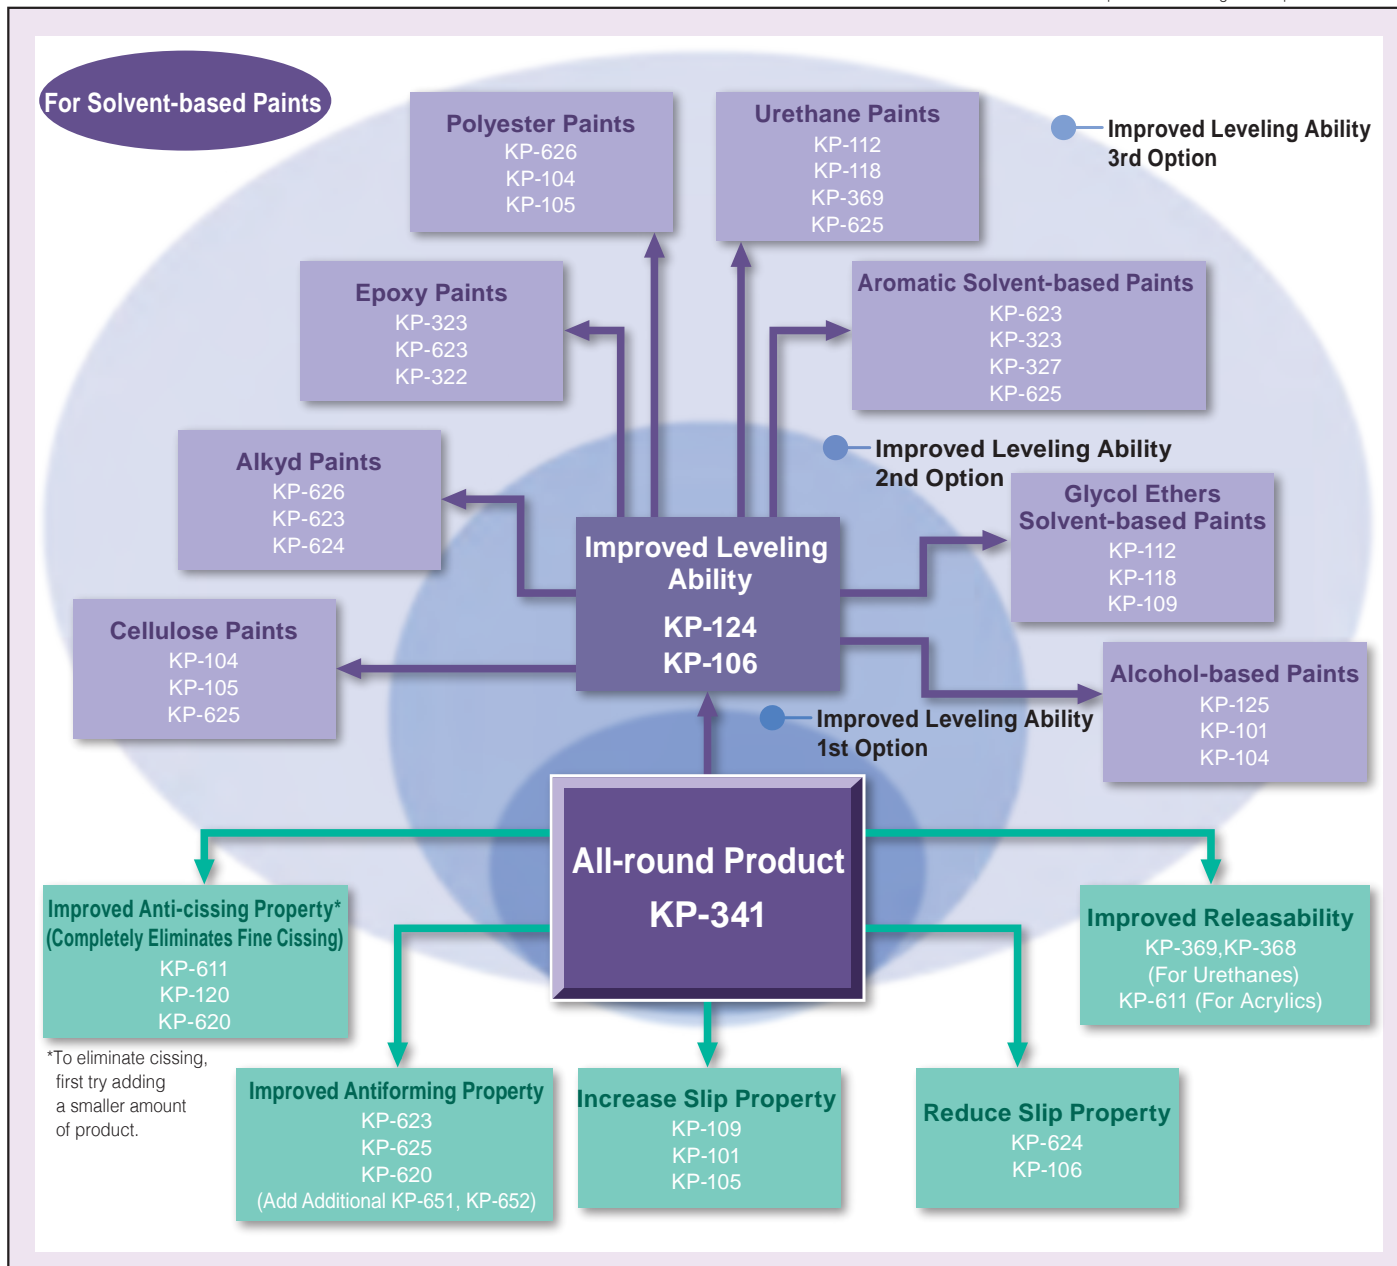 For Solvent-based Paints
Polyester Paints
KP-626
KP-104
KP-105
Urethane Paints
KP-112
KP-118
KP-369
KP-625
Improved Leveling Ability
3rd Option
Epoxy Paints
KP-323
KP-623
KP-322
Aromatic Solvent-based Paints
KP-623
KP-323
KP-327
KP-625
Alkyd Paints
KP-626
KP-623
KP-624
Improved Leveling Ability
2nd Option
Glycol Ethers
Solvent-based Paints
KP-112
KP-118
KP-109
Improved Leveling
Ability
KP-124
KP-106
Cellulose Paints
KP-104
KP-105
KP-625
Alcohol-based Paints
KP-125
KP-101
KP-104
Improved Leveling Ability
1st Option
All-round Product
KP-341
Improved Anti-cissing Property*
(Completely Eliminates Fine Cissing)
KP-611
KP-120
KP-620
*To eliminate cissing,
first try adding
a smaller amount
of product.
Improved Releasability
KP-369,KP-368
(For Urethanes)
KP-611 (For Acrylics)
Improved Antiforming Property
KP-623
KP-625
KP-620
(Add Additional KP-651, KP-652)
Increase Slip Property
KP-109
KP-101
KP-105
Reduce Slip Property
KP-624
KP-106